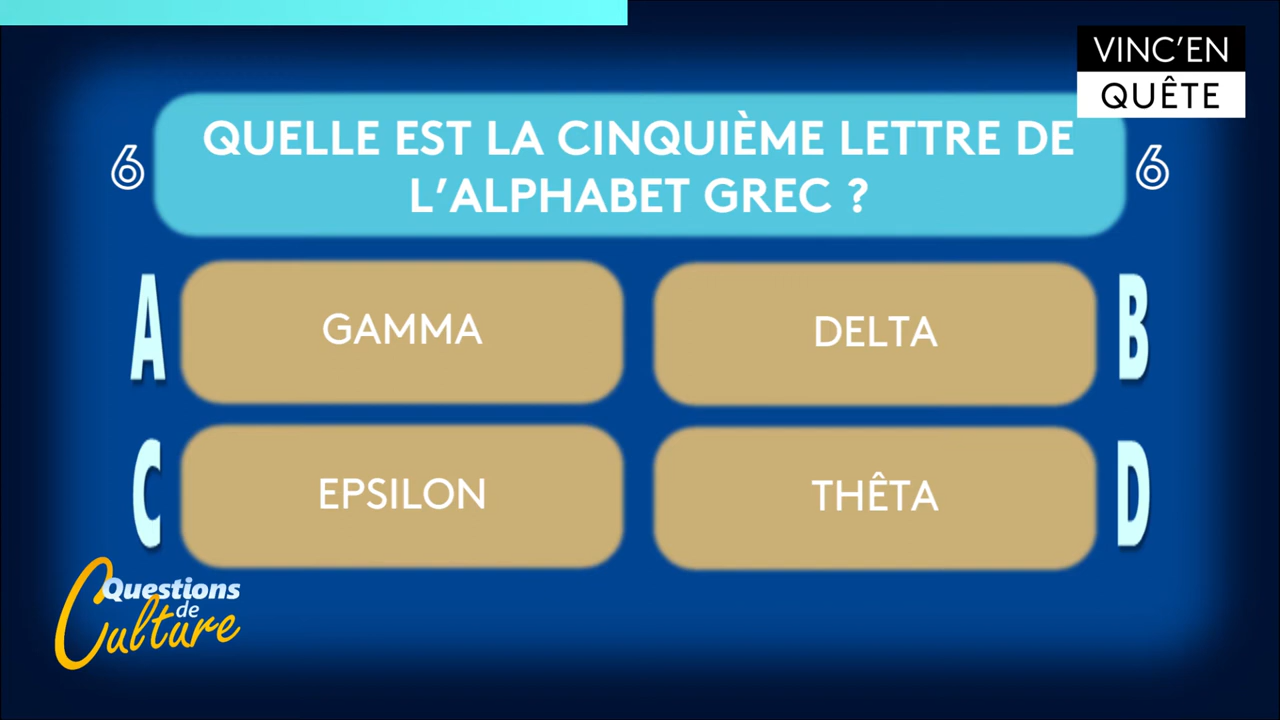 VINC'EN
QUÊTE
6
QUELLE EST LA CINQUIÈME LETTRE DE
L'ALPHABET GREC ?
6
A
GAMMA
DELTA
B
C
EPSILON
THÊTA
D
Questions
de
Culture